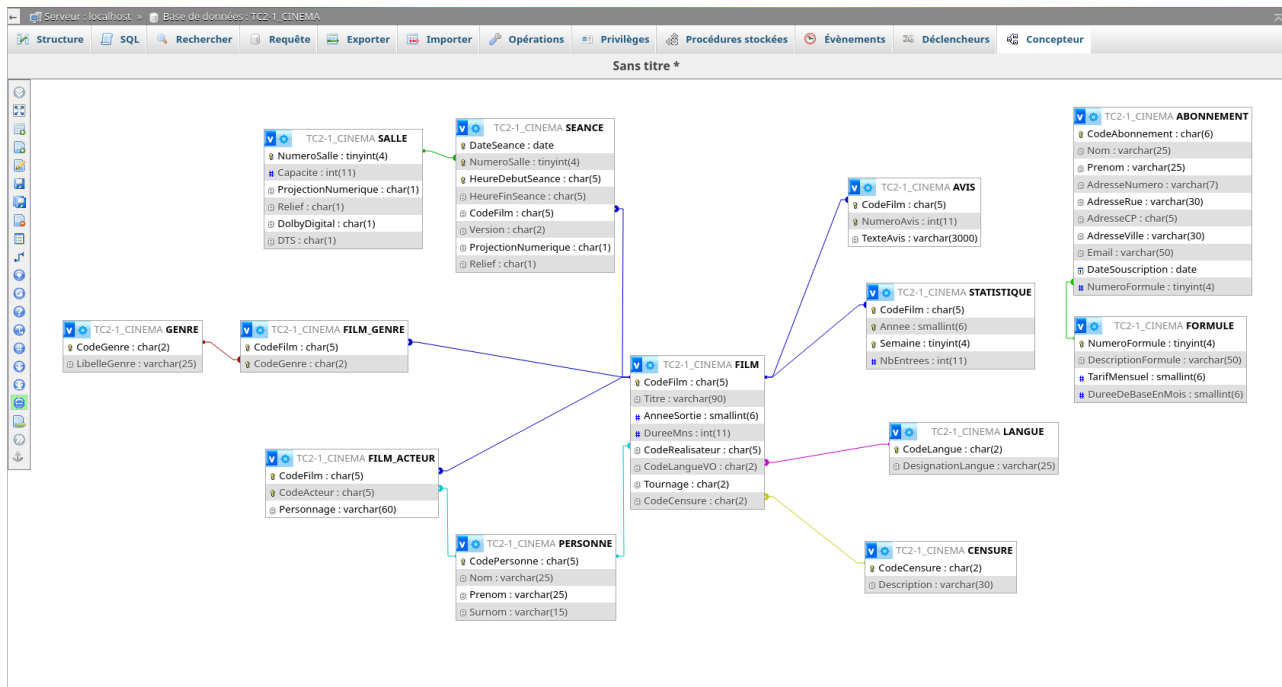 Serveur : localhost » Base de données : TC2-1_CINEMA
Structure SQL Rechercher Requête Exporter Importer Opérations Privilèges Procédures stockées Évènements Déclencheurs Concepteur
Sans titre *
TC2-1_CINEMA SALLE
NumeroSalle : tinyint(4)
Capacite : int(11)
ProjectionNumerique : char(1)
Relief : char(1)
DolbyDigital : char(1)
DTS : char(1)
TC2-1_CINEMA SEANCE
DateSeance : date
NumeroSalle : tinyint(4)
HeureDebutSeance : char(5)
HeureFinSeance : char(5)
CodeFilm : char(5)
Version : char(2)
ProjectionNumerique : char(1)
Relief : char(1)
TC2-1_CINEMA AVIS
CodeFilm : char(5)
NumeroAvis : int(11)
TexteAvis : varchar(3000)
TC2-1_CINEMA ABONNEMENT
CodeAbonnement : char(6)
Nom : varchar(25)
Prenom : varchar(25)
AdresseNumero : varchar(7)
AdresseRue : varchar(30)
AdresseCP : char(5)
AdresseVille : varchar(30)
Email : varchar(50)
DateSouscription : date
NumeroFormule : tinyint(4)
TC2-1_CINEMA STATISTIQUE
CodeFilm : char(5)
Annee : smallint(6)
Semaine : tinyint(4)
NbEntrees : int(11)
TC2-1_CINEMA FORMULE
NumeroFormule : tinyint(4)
DescriptionFormule : varchar(50)
TarifMensuel : smallint(6)
DureeDeBaseEnMois : smallint(6)
TC2-1_CINEMA GENRE
CodeGenre : char(2)
LibelleGenre : varchar(25)
TC2-1_CINEMA FILM_GENRE
CodeFilm : char(5)
CodeGenre : char(2)
TC2-1_CINEMA FILM
CodeFilm : char(5)
Titre : varchar(90)
AnneeSortie : smallint(6)
DureeMns : int(11)
CodeRealisateur : char(5)
CodeLangueVO : char(2)
Tournage : char(2)
CodeCensure : char(2)
TC2-1_CINEMA LANGUE
CodeLangue : char(2)
DesignationLangue : varchar(25)
TC2-1_CINEMA FILM_ACTEUR
CodeFilm : char(5)
CodeActeur : char(5)
Personnage : varchar(60)
TC2-1_CINEMA PERSONNE
CodePersonne : char(5)
Nom : varchar(25)
Prenom : varchar(25)
Surnom : varchar(15)
TC2-1_CINEMA CENSURE
CodeCensure : char(2)
Description : varchar(30)